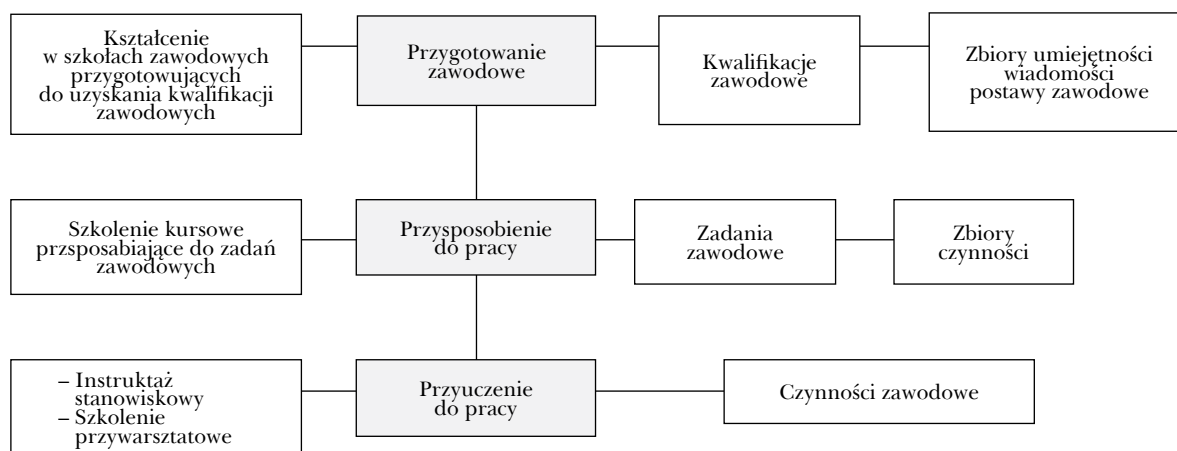 Kształcenie
w szkołach zawodowych
przygotowujących
do uzyskania kwalifikacji
zawodowych
Przygotowanie
zawodowe
Kwalifikacje
zawodowe
Zbiory umiejętności
wiadomości
postawy zawodowe
Szkolenie kursowe
przsposabiające do zadań
zawodowych
Przysposobienie
do pracy
Zadania
zawodowe
Zbiory
czynności
– Instruktaż
stanowiskowy
– Szkolenie
przywarsztatowe
Przyuczenie
do pracy
Czynności zawodowe